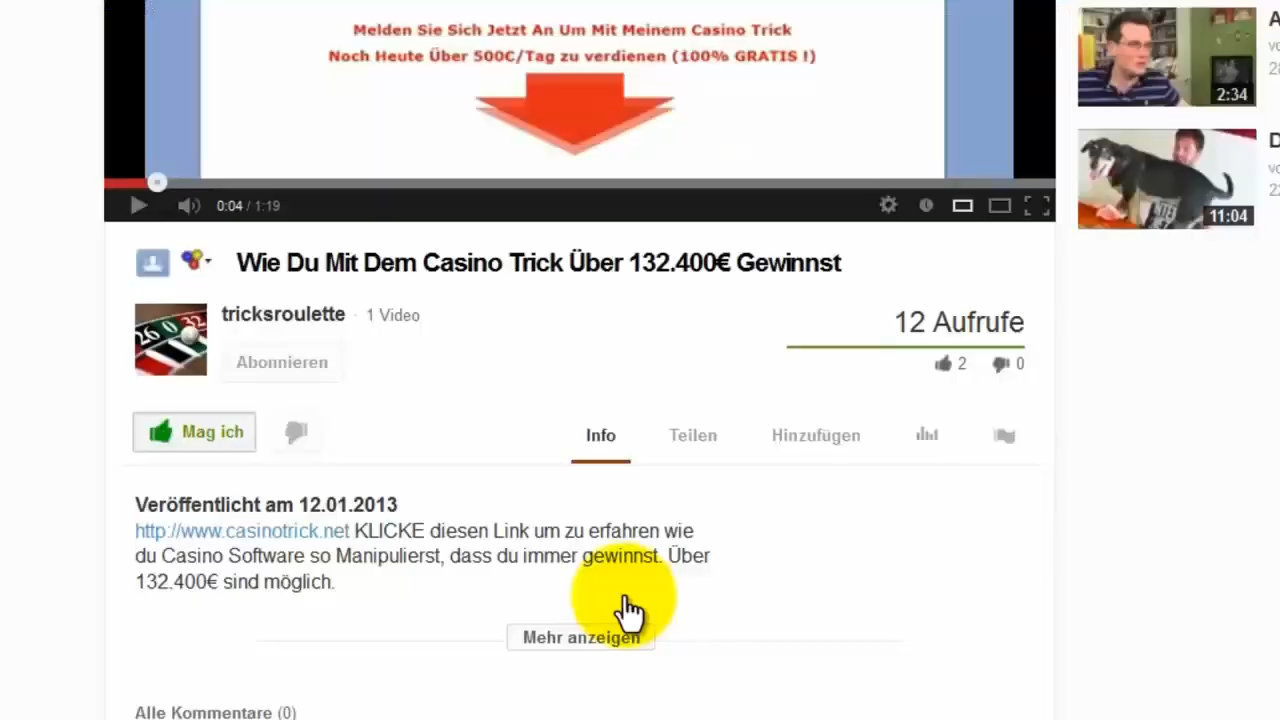 Melden Sie Sich Jetzt An Um Mit Meinem Casino Trick
Noch Heute Über 500€/Tag zu verdienen (100% GRATIS !)
2:34
11:04
0:04 / 1:19
Wie Du Mit Dem Casino Trick Über 132.400€ Gewinnst
tricksroulette · 1 Video
Abonnieren
12 Aufrufe
2 0
Mag ich
Info Teilen Hinzufügen
Veröffentlicht am 12.01.2013
http://www.casinotrick.net KLICKE diesen Link um zu erfahren wie
du Casino Software so Manipulierst, dass du immer gewinnst. Über
132.400€ sind möglich.
Mehr anzeigen
Alle Kommentare (0)